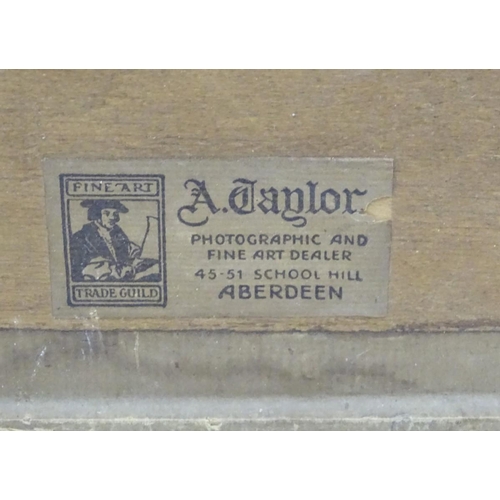 FINE ART
TRADE GUILD
A. Taylor.
PHOTOGRAPHIC AND
FINE ART DEALER
45-51 SCHOOL HILL
ABERDEEN